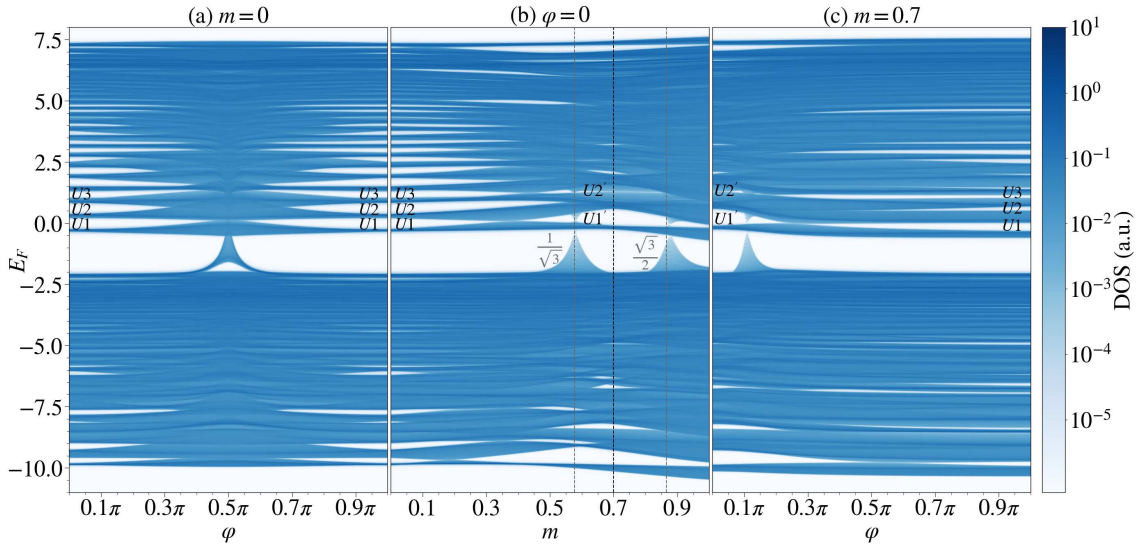 (a) m=0
(b) φ=0
(c) m=0.7
7.5
5.0
2.5
0.0
−2.5
−5.0
−7.5
−10.0
E_F
U3
U2
U1
U3
U2
U1
U3
U2
U1
U2′
U1′
1/√3
√3/2
U2′
U1′
U3
U2
U1
0.1π 0.3π 0.5π 0.7π 0.9π
φ
0.1 0.3 0.5 0.7 0.9
m
0.1π 0.3π 0.5π 0.7π 0.9π
φ
10^1
10^0
10^−1
10^−2
10^−3
10^−4
10^−5
DOS (a.u.)